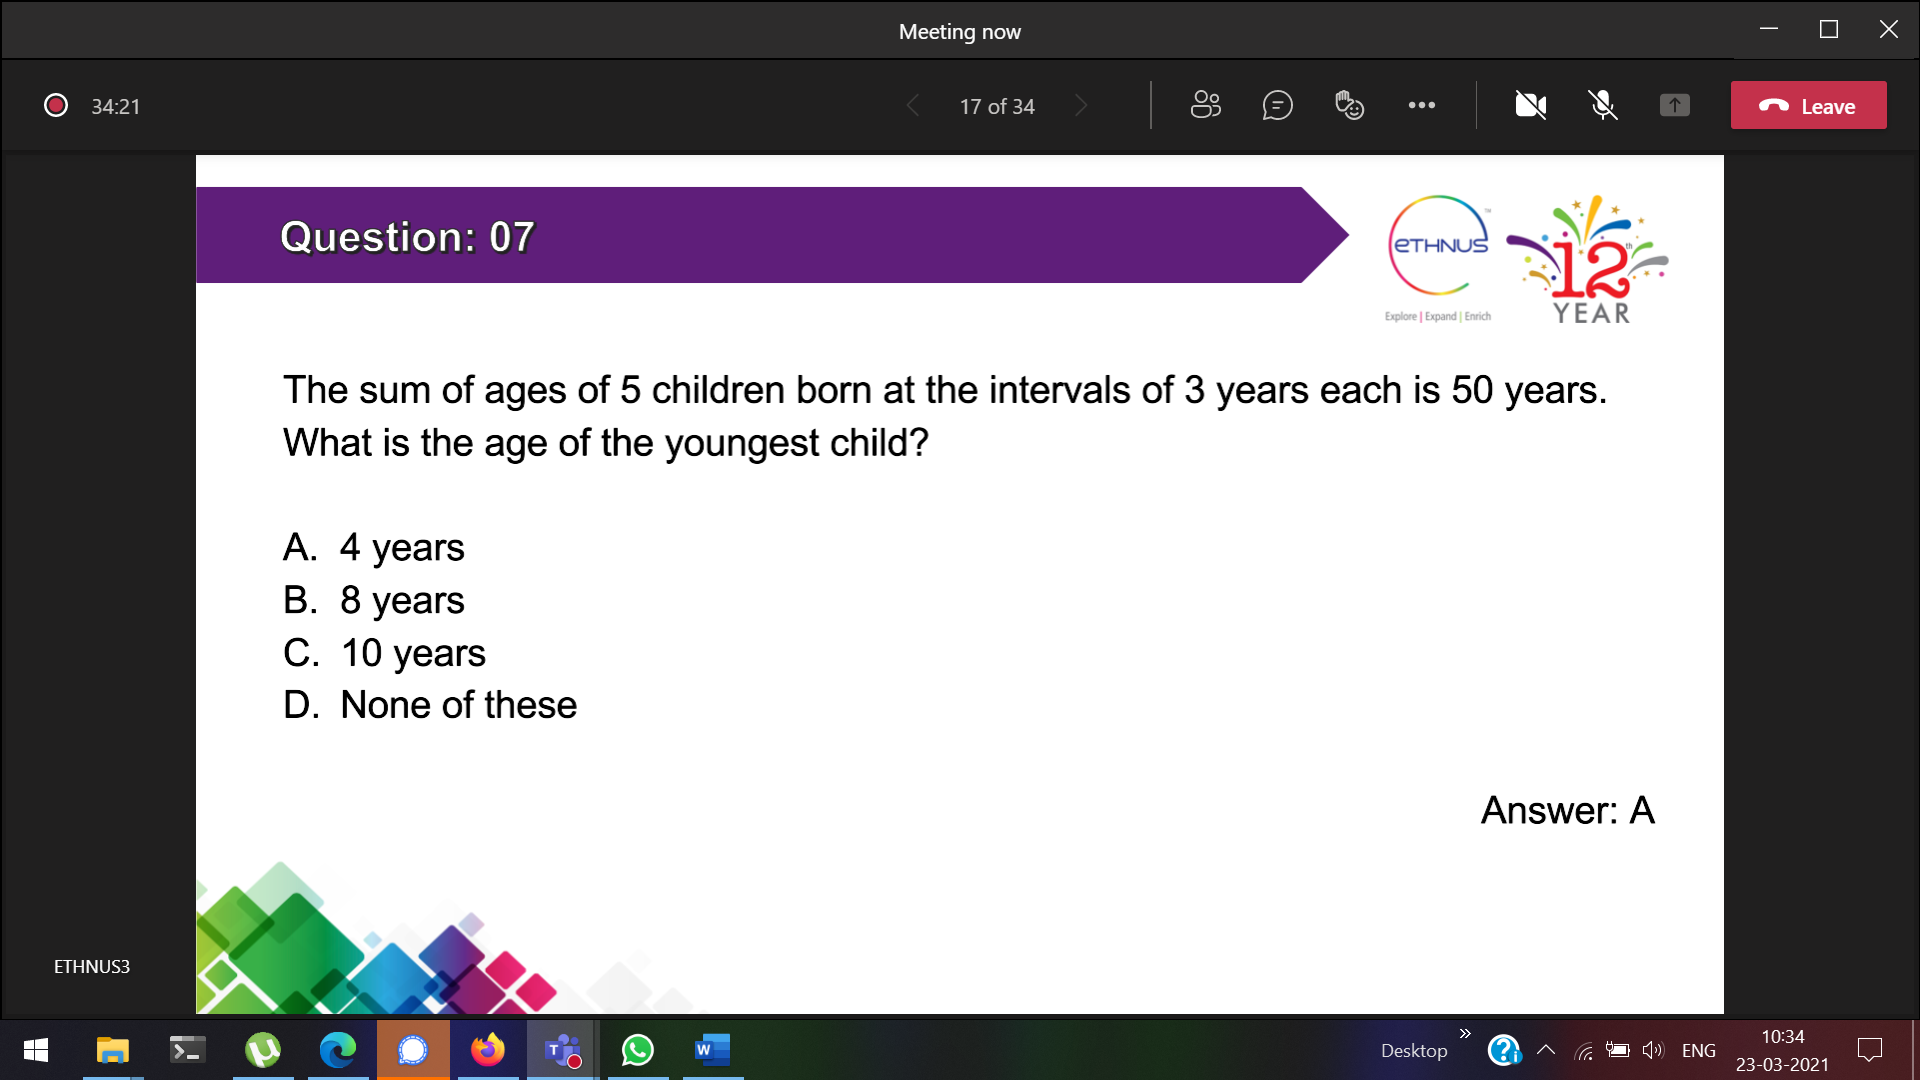 Meeting now
34:21
17 of 34
Leave
Question: 07
ETHNUS
TM
Explore | Expand | Enrich
12th
YEAR
The sum of ages of 5 children born at the intervals of 3 years each is 50 years.
What is the age of the youngest child?
A. 4 years
B. 8 years
C. 10 years
D. None of these
Answer: A
ETHNUS3
Desktop
ENG
10:34
23-03-2021